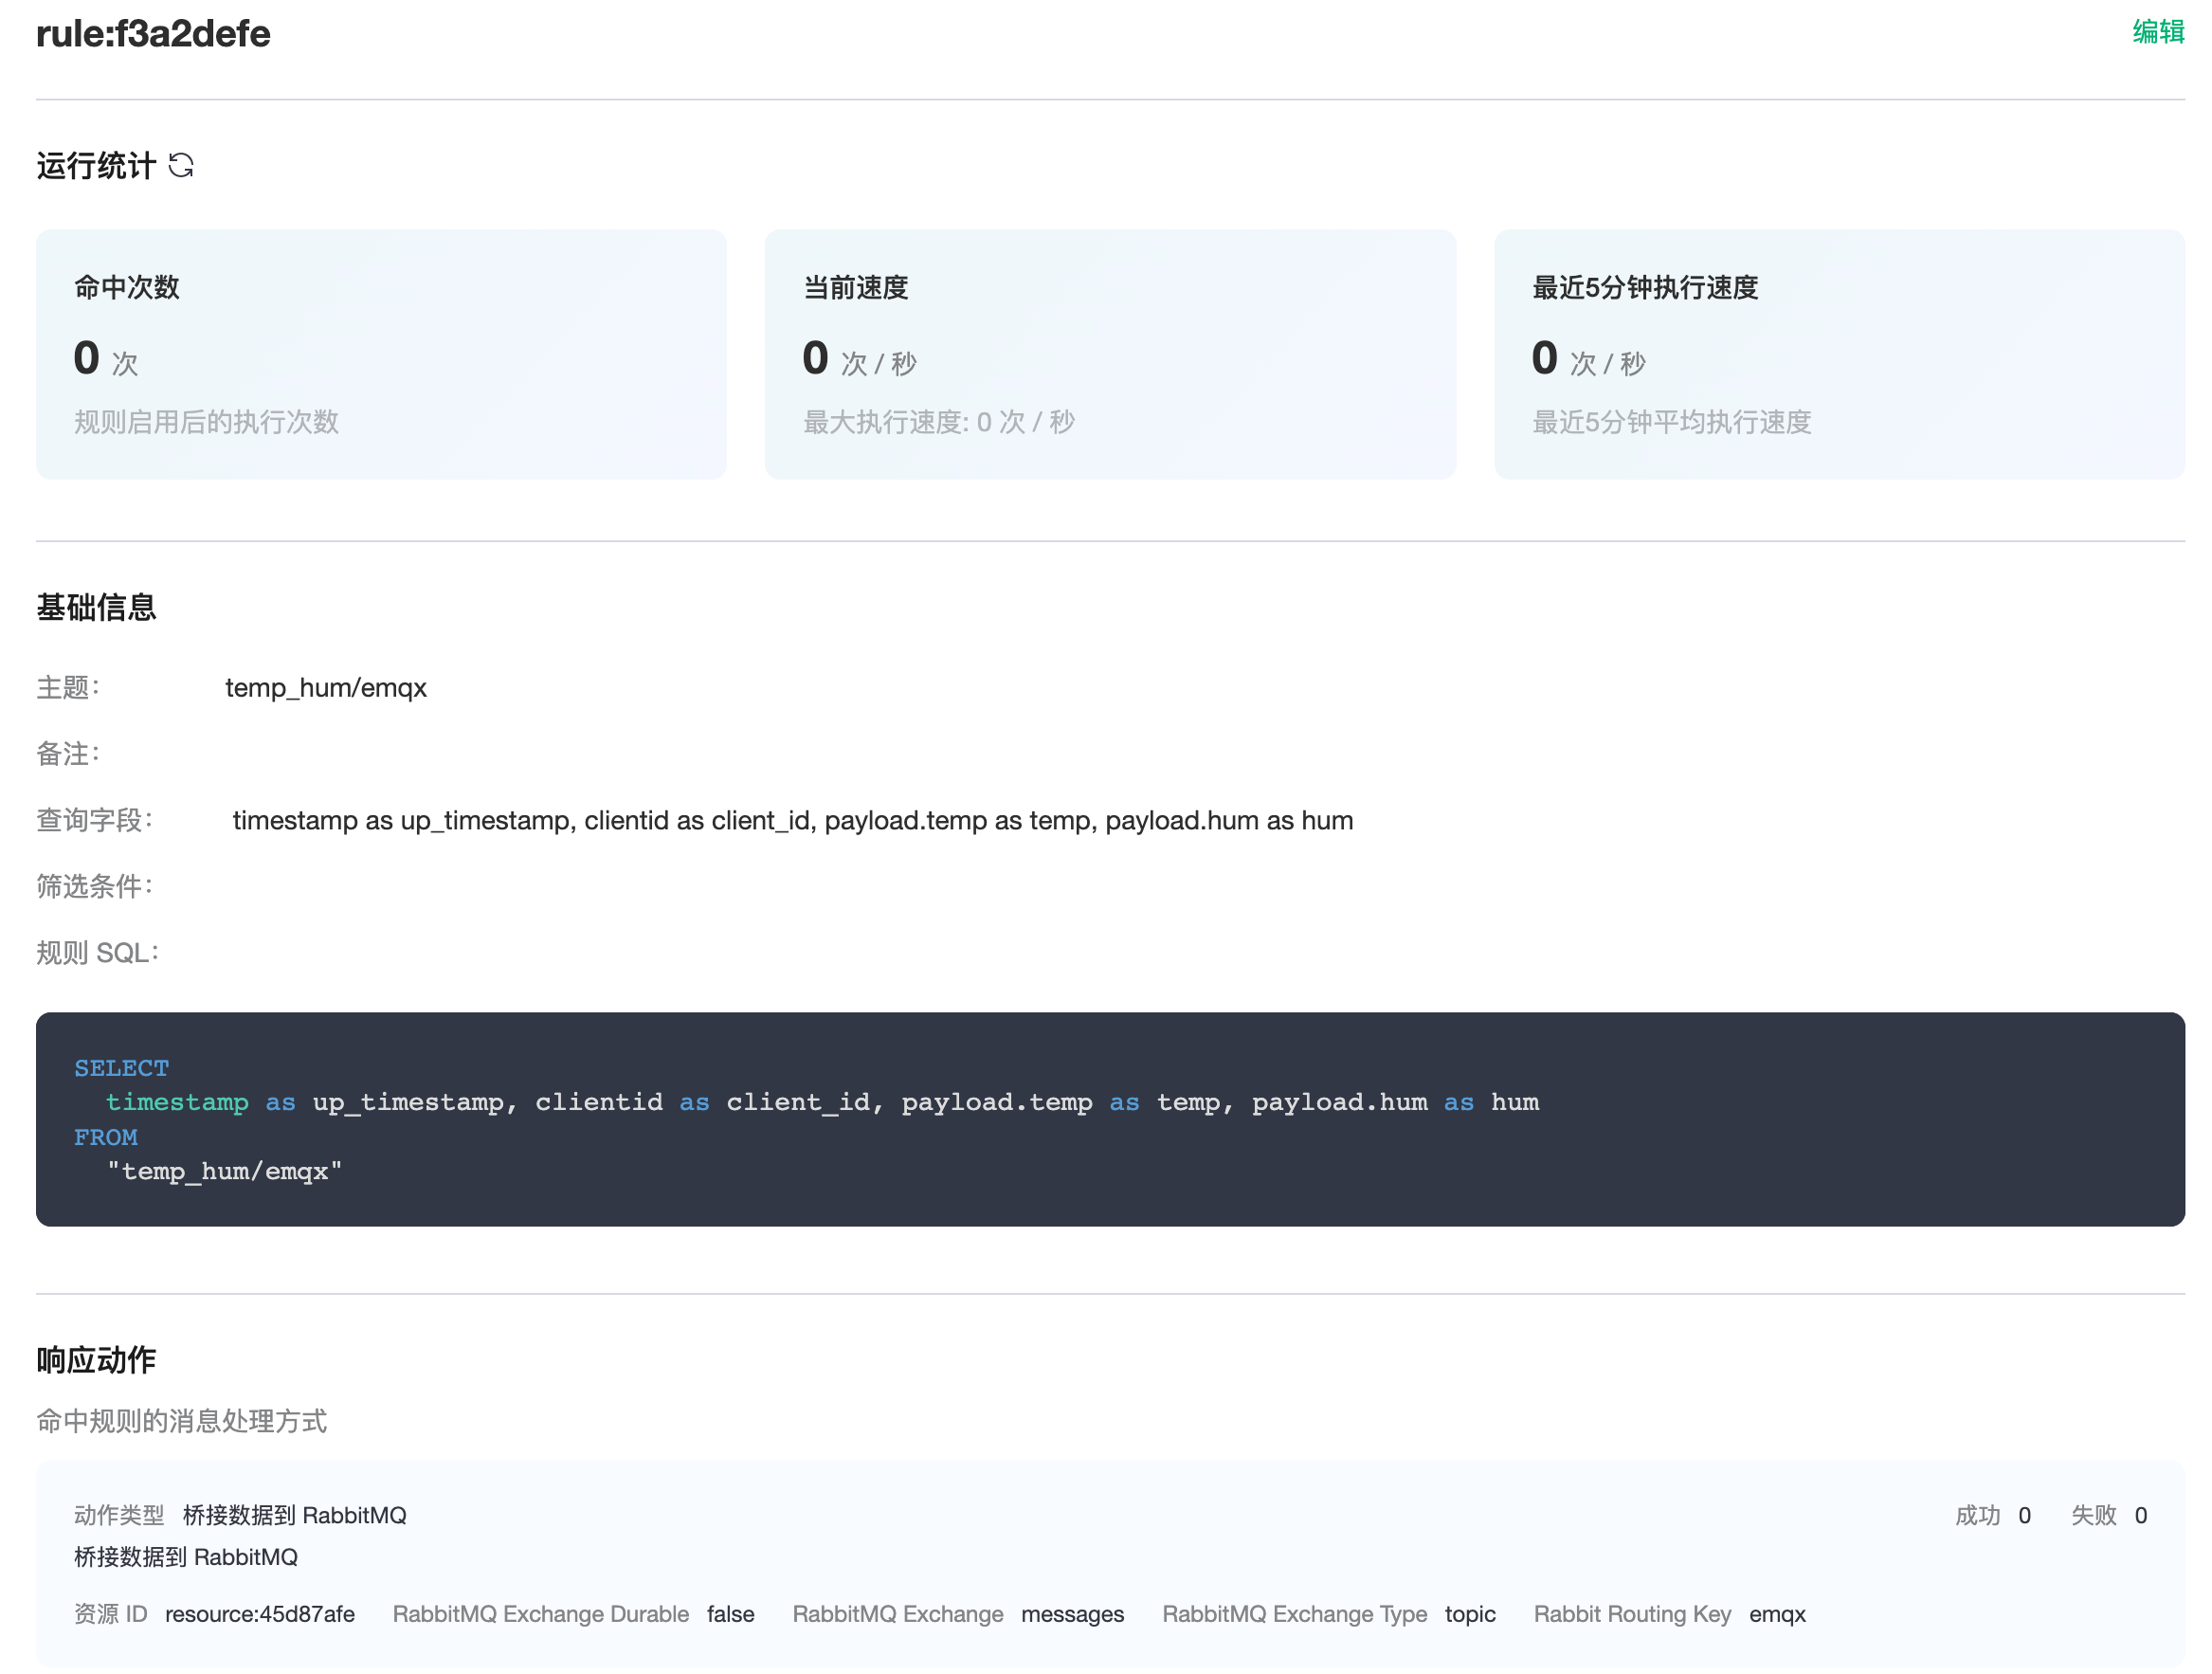 rule:f3a2defe
编辑
运行统计
命中次数
0 次
规则启用后的执行次数
当前速度
0 次 / 秒
最大执行速度: 0 次 / 秒
最近5分钟执行速度
0 次 / 秒
最近5分钟平均执行速度
基础信息
主题: temp_hum/emqx
备注:
查询字段: timestamp as up_timestamp, clientid as client_id, payload.temp as temp, payload.hum as hum
筛选条件:
规则 SQL:
SELECT
timestamp as up_timestamp, clientid as client_id, payload.temp as temp, payload.hum as hum
FROM
"temp_hum/emqx"
响应动作
命中规则的消息处理方式
动作类型 桥接数据到 RabbitMQ 成功 0 失败 0
桥接数据到 RabbitMQ
资源 ID resource:45d87afe RabbitMQ Exchange Durable false RabbitMQ Exchange messages RabbitMQ Exchange Type topic Rabbit Routing Key emqx